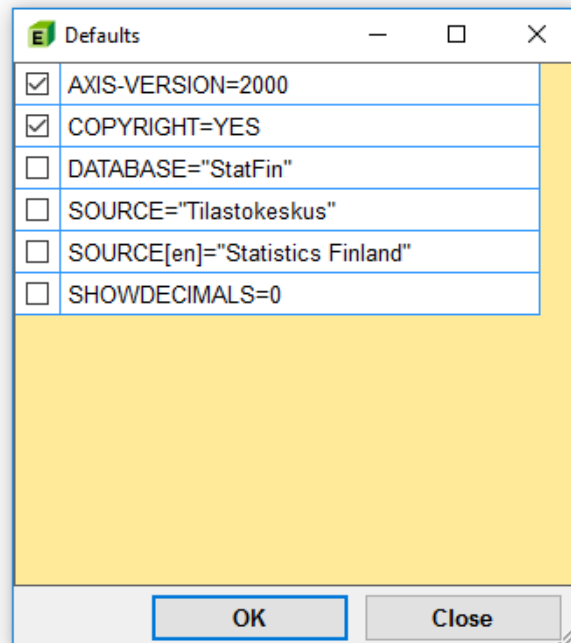 E Defaults
AXIS-VERSION=2000
COPYRIGHT=YES
DATABASE="StatFin"
SOURCE="Tilastokeskus"
SOURCE[en]="Statistics Finland"
SHOWDECIMALS=0
OK Close